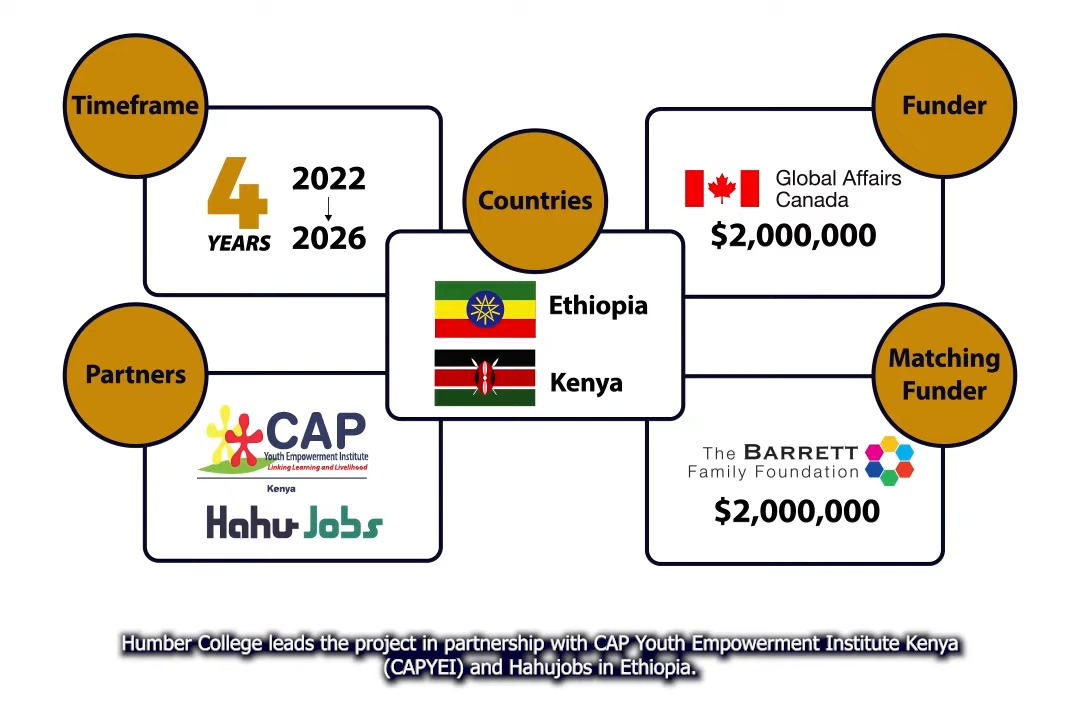 Timeframe
4
YEARS
2022
2026
Countries
Ethiopia
Kenya
Funder
Global Affairs
Canada
$2,000,000
Partners
CAP
Youth Empowerment Institute
Linking Learning and Livelihood
Kenya
HahuJobs
Matching
Funder
The BARRETT
Family Foundation
$2,000,000
Humber College leads the project in partnership with CAP Youth Empowerment Institute Kenya
(CAPYEI) and Hahujobs in Ethiopia.